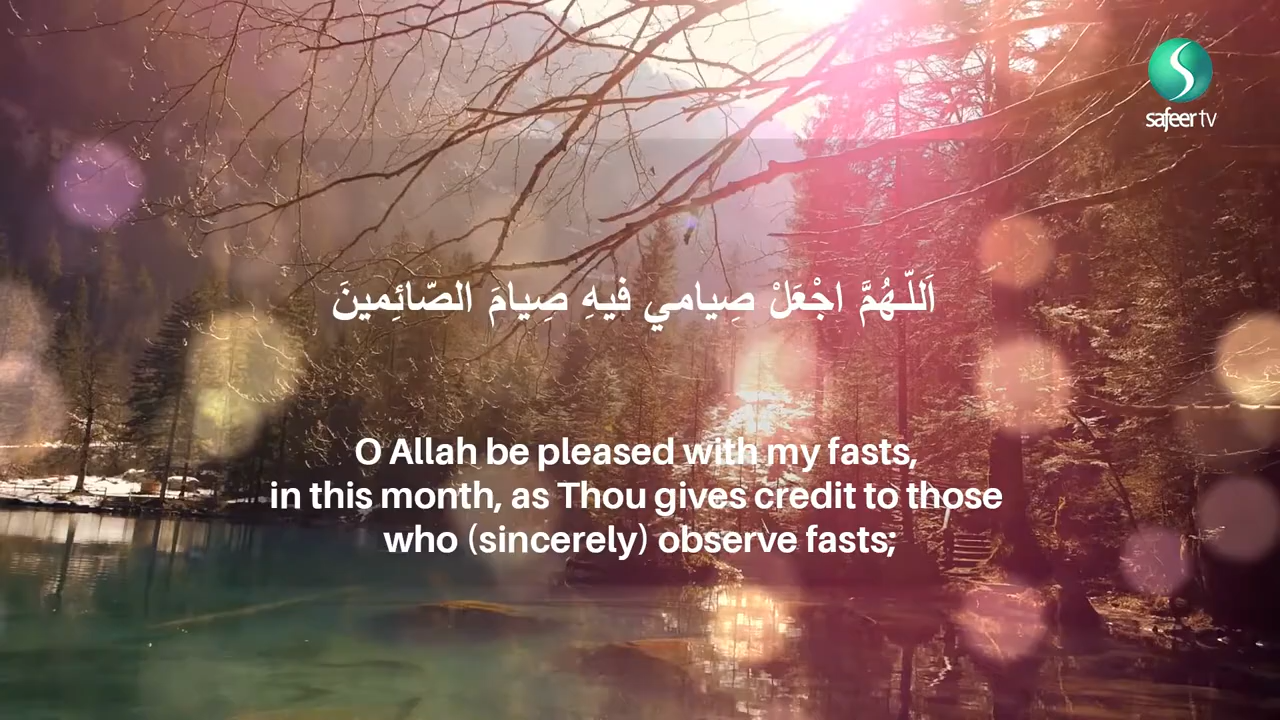 safeer tv
اَللّـهُمَّ اجْعَلْ صِيامي فيهِ صِيامَ الصّائِمينَ
O Allah be pleased with my fasts,
in this month, as Thou gives credit to those
who (sincerely) observe fasts;